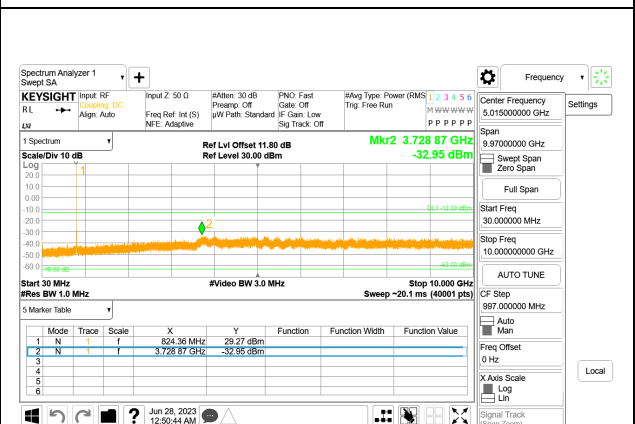 Spectrum Analyzer 1
Swept SA
Frequency
KEYSIGHT
RL
LXI
Input: RF
Coupling: DC
Align: Auto
Input Z: 50 Ω
Freq Ref: Int (S)
NFE: Adaptive
#Atten: 30 dB
Preamp: Off
µW Path: Standard
PNO: Fast
Gate: Off
IF Gain: Low
Sig Track: Off
#Avg Type: Power (RMS
Trig: Free Run
1 2 3 4 5 6
M W W W W W
P P P P P P
1 Spectrum
Scale/Div 10 dB
Log
Ref Lvl Offset 11.80 dB
Ref Level 30.00 dBm
Mkr2 3.728 87 GHz
-32.95 dBm
20.0
10.0
0.00
-10.0
-20.0
-30.0
-40.0
-50.0
-60.0
1
2
DL1 -13.00 dBm
Start 30 MHz
#Res BW 1.0 MHz
#Video BW 3.0 MHz
Stop 10.000 GHz
Sweep ~20.1 ms (40001 pts)
5 Marker Table
Mode Trace Scale X Y Function Function Width Function Value
1 N 1 f 824.36 MHz 29.27 dBm
2 N 1 f 3.728 87 GHz -32.95 dBm
3
4
5
6
Jun 28, 2023
12:50:44 AM
Center Frequency
5.015000000 GHz
Span
9.97000000 GHz
Swept Span
Zero Span
Full Span
Start Freq
30.000000 MHz
Stop Freq
10.000000000 GHz
AUTO TUNE
CF Step
997.000000 MHz
Auto
Man
Freq Offset
0 Hz
X Axis Scale
Log
Lin
Signal Track
(Span Zoom)
Settings
Local